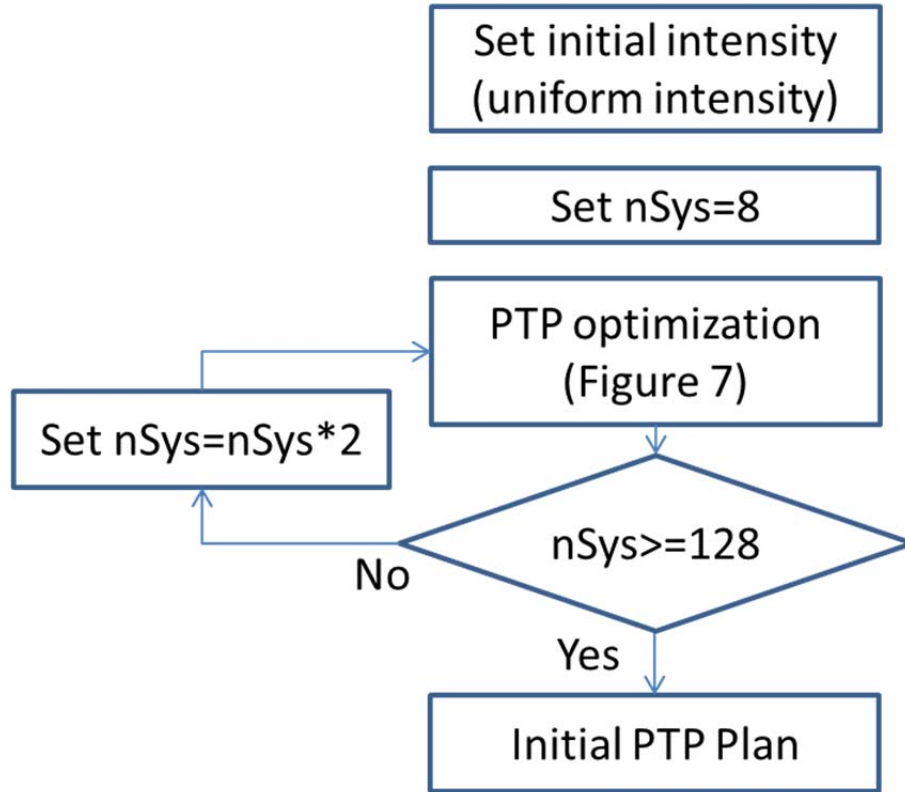 Set initial intensity
(uniform intensity)
Set nSys=8
PTP optimization
(Figure 7)
Set nSys=nSys*2
nSys>=128
No
Yes
Initial PTP Plan